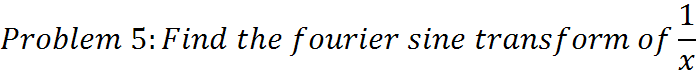 Problem 5: Find the fourier sine transform of 1/x